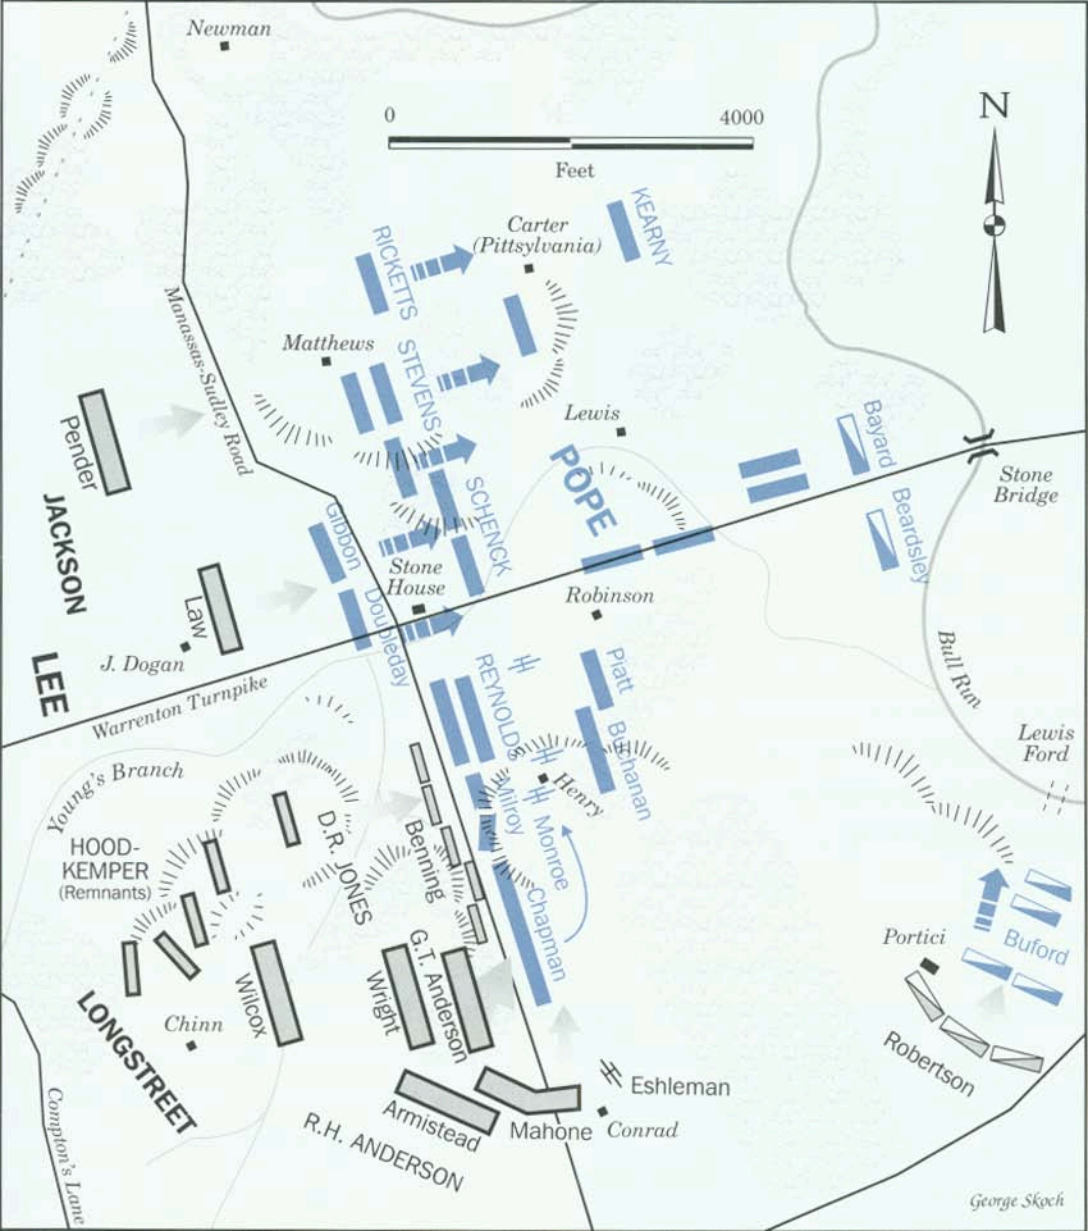 Newman
0 4000
Feet
N
KEARNY
Carter
(Pittsylvania)
RICKETTS
Manassas-Sudley Road
Matthews
STEVENS
Lewis
Bayard
Pender
POPE
Stone
Bridge
JACKSON
SCHENCK
Beardsley
Gibbon
Stone
House
Law
Doubleday
Robinson
J. Dogan
LEE
Warrenton Turnpike
REYNOLDS
Piatt
Bull Run
Buchanan
Lewis
Ford
Young's Branch
Henry
Milroy
HOOD-
KEMPER
(Remnants)
D.R. JONES
Benning
Monroe
Chapman
Portici
Buford
Wilcox
Wright
G.T. Anderson
LONGSTREET
Chinn
Robertson
Eshleman
Armistead
Mahone
Conrad
R.H. ANDERSON
Compton's Lane
George Skoch